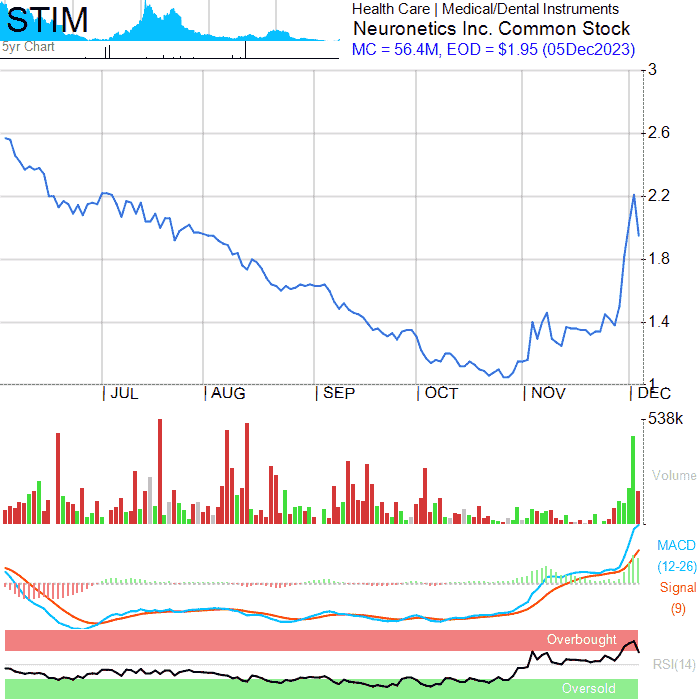 STIM
5yr Chart
Health Care | Medical/Dental Instruments
Neuronetics Inc. Common Stock
MC = 56.4M, EOD = $1.95 (05Dec2023)
3
2.6
2.2
1.8
1.4
1
JUL AUG SEP OCT NOV DEC
538k
Volume
MACD
(12-26)
Signal
(9)
Overbought
RSI(14)
Oversold